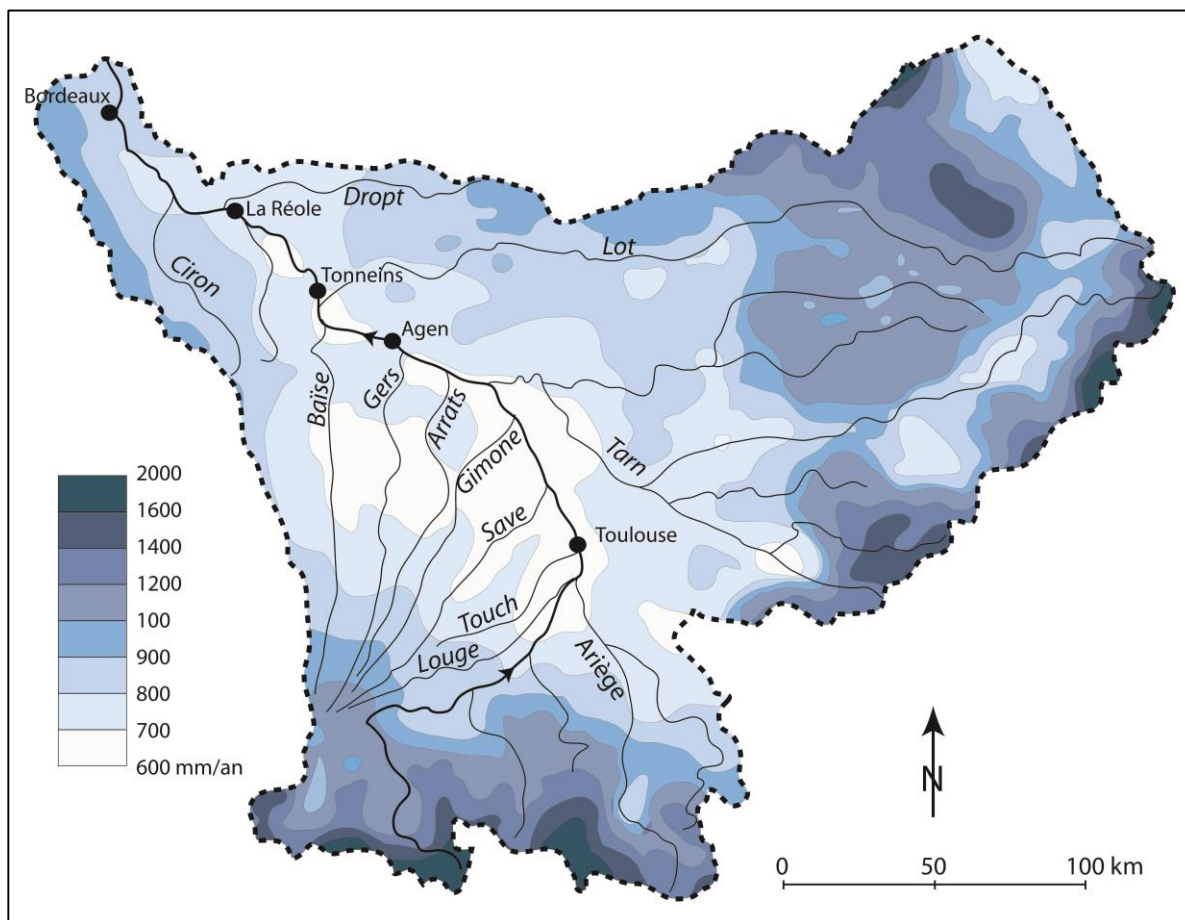 Bordeaux
La Réole
Dropt
Lot
Ciron
Tonneins
Agen
Baïse
Gers
Arrats
Gimone
Tarn
Save
Toulouse
Touch
Louge
Ariège
2000
1600
1400
1200
100
900
800
700
600 mm/an
N
0 50 100 km